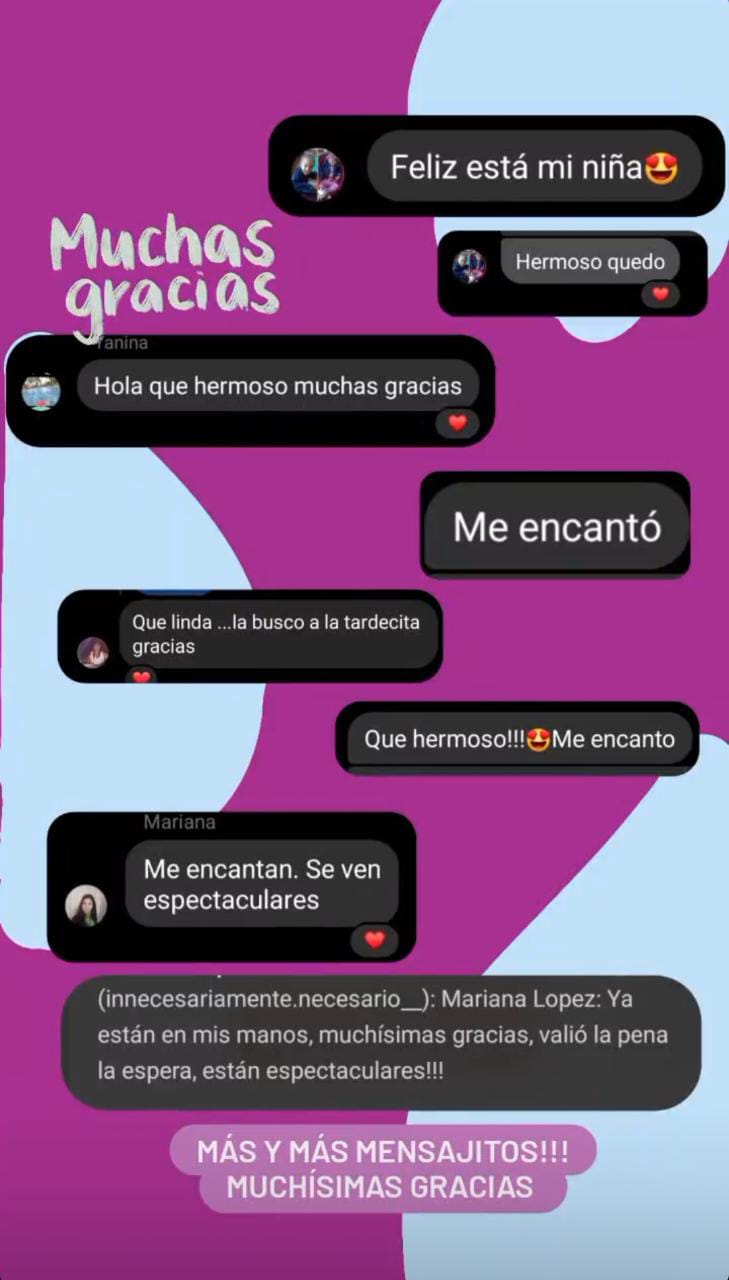 Feliz está mi niña😍
Muchas
gracias
Hermoso quedo
Yanina
Hola que hermoso muchas gracias
Me encantó
Que linda ...la busco a la tardecita
gracias
Que hermoso!!!😍Me encanto
Mariana
Me encantan. Se ven
espectaculares
(innecesariamente.necesario__): Mariana Lopez: Ya
están en mis manos, muchísimas gracias, valió la pena
la espera, están espectaculares!!!
MÁS Y MÁS MENSAJITOS!!!
MUCHÍSIMAS GRACIAS